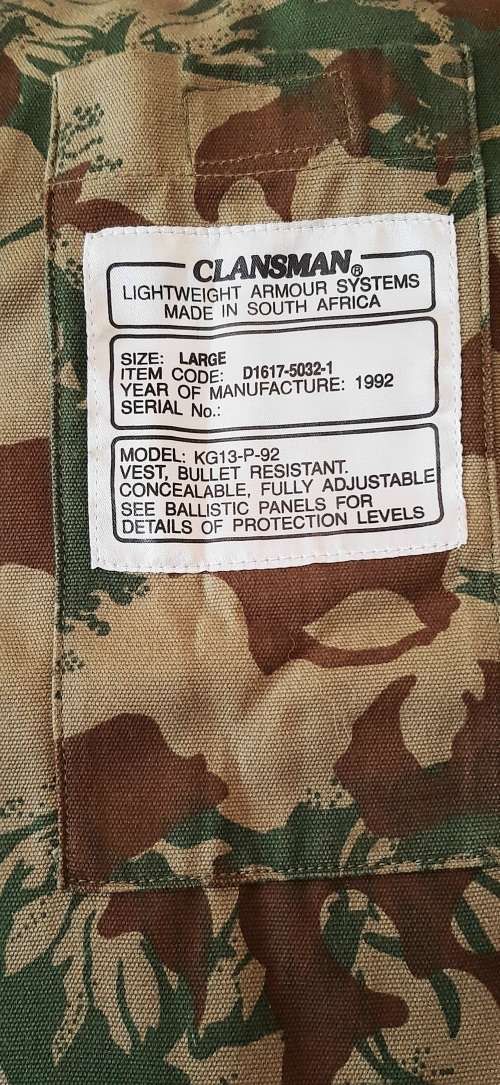 CLANSMAN®
LIGHTWEIGHT ARMOUR SYSTEMS
MADE IN SOUTH AFRICA
SIZE: LARGE
ITEM CODE: D1617-5032-1
YEAR OF MANUFACTURE: 1992
SERIAL No.:
MODEL: KG13-P-92
VEST, BULLET RESISTANT.
CONCEALABLE, FULLY ADJUSTABLE
SEE BALLISTIC PANELS FOR
DETAILS OF PROTECTION LEVELS